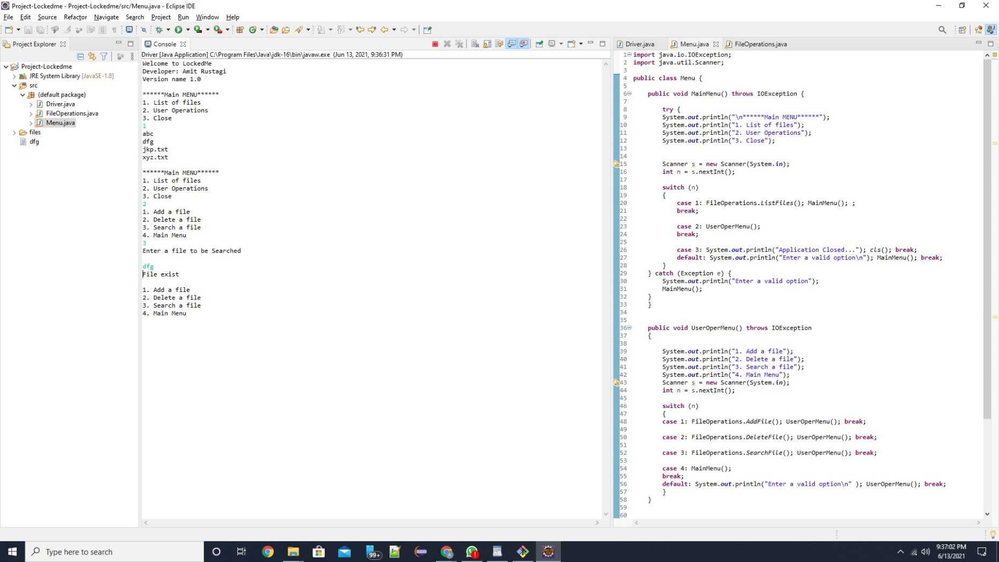 Project-Lockedme - Project-Lockedme/src/Menu.java - Eclipse IDE
File Edit Source Refactor Navigate Search Project Run Window Help
Project Explorer
Project-Lockedme
JRE System Library [JavaSE-1.8]
src
(default package)
Driver.java
FileOperations.java
Menu.java
files
dfg
Console
Driver [Java Application] C:\Program Files\Java\jdk-16\bin\javaw.exe (Jun 13, 2021, 9:36:31 PM)
Welcome to LockedMe
Developer: Amit Rustagi
Version name 1.0
******Main MENU******
1. List of files
2. User Operations
3. Close
1
abc
dfg
jkp.txt
xyz.txt
******Main MENU******
1. List of files
2. User Operations
3. Close
2
1. Add a file
2. Delete a file
3. Search a file
4. Main Menu
3
Enter a file to be Searched
dfg
File exist
1. Add a file
2. Delete a file
3. Search a file
4. Main Menu
Driver.java Menu.java FileOperations.java
1 import java.io.IOException;
2 import java.util.Scanner;
3
4 public class Menu {
5
6 public void MainMenu() throws IOException {
7
8 try {
9 System.out.println("\n******Main MENU******");
10 System.out.println("1. List of files");
11 System.out.println("2. User Operations");
12 System.out.println("3. Close");
13
14
15 Scanner s = new Scanner(System.in);
16 int n = s.nextInt();
17
18 switch (n)
19 {
20 case 1: FileOperations.ListFiles(); MainMenu(); ;
21 break;
22
23 case 2: UserOperMenu();
24 break;
25
26 case 3: System.out.println("Application Closed..."); cls(); break;
27 default: System.out.println("Enter a valid option\n"); MainMenu(); break;
28 }
29 } catch (Exception e) {
30 System.out.println("Enter a valid option");
31 MainMenu();
32 }
33 }
34
35
36 public void UserOperMenu() throws IOException
37 {
38
39 System.out.println("1. Add a file");
40 System.out.println("2. Delete a file");
41 System.out.println("3. Search a file");
42 System.out.println("4. Main Menu");
43 Scanner s = new Scanner(System.in);
44 int n = s.nextInt();
45
46 switch (n)
47 {
48 case 1: FileOperations.AddFile(); UserOperMenu(); break;
49
50 case 2: FileOperations.DeleteFile(); UserOperMenu(); break;
51
52 case 3: FileOperations.SearchFile(); UserOperMenu(); break;
53
54 case 4: MainMenu();
55 break;
56 default: System.out.println("Enter a valid option\n" ); UserOperMenu(); break;
57 }
58 }
59
60
Type here to search
99+
9:37:02 PM
6/13/2021